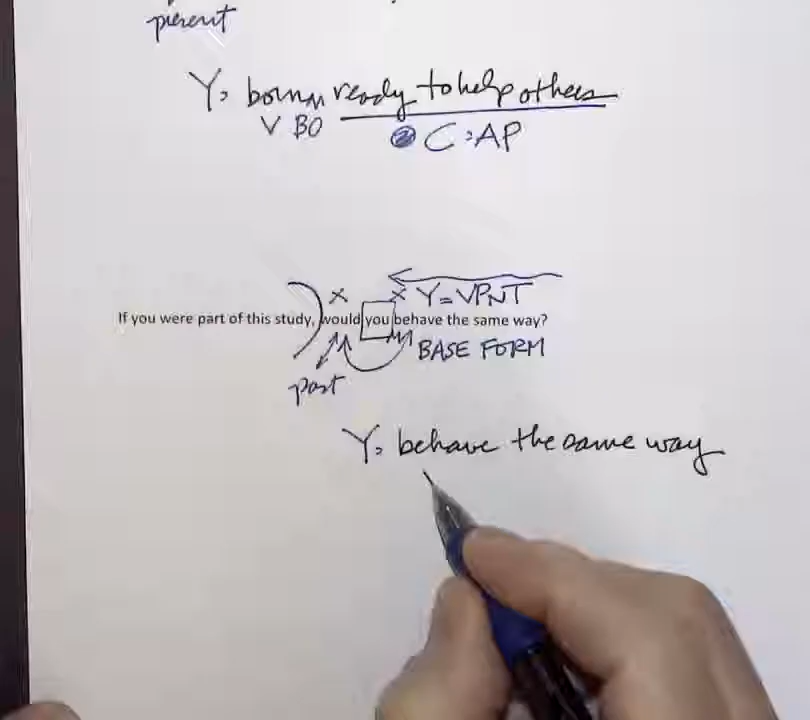 present
Y= born ready to help others
V BO C=AP
x x Y=VPNT
If you were part of this study, would you behave the same way?
BASE FORM
past
Y= behave the same way